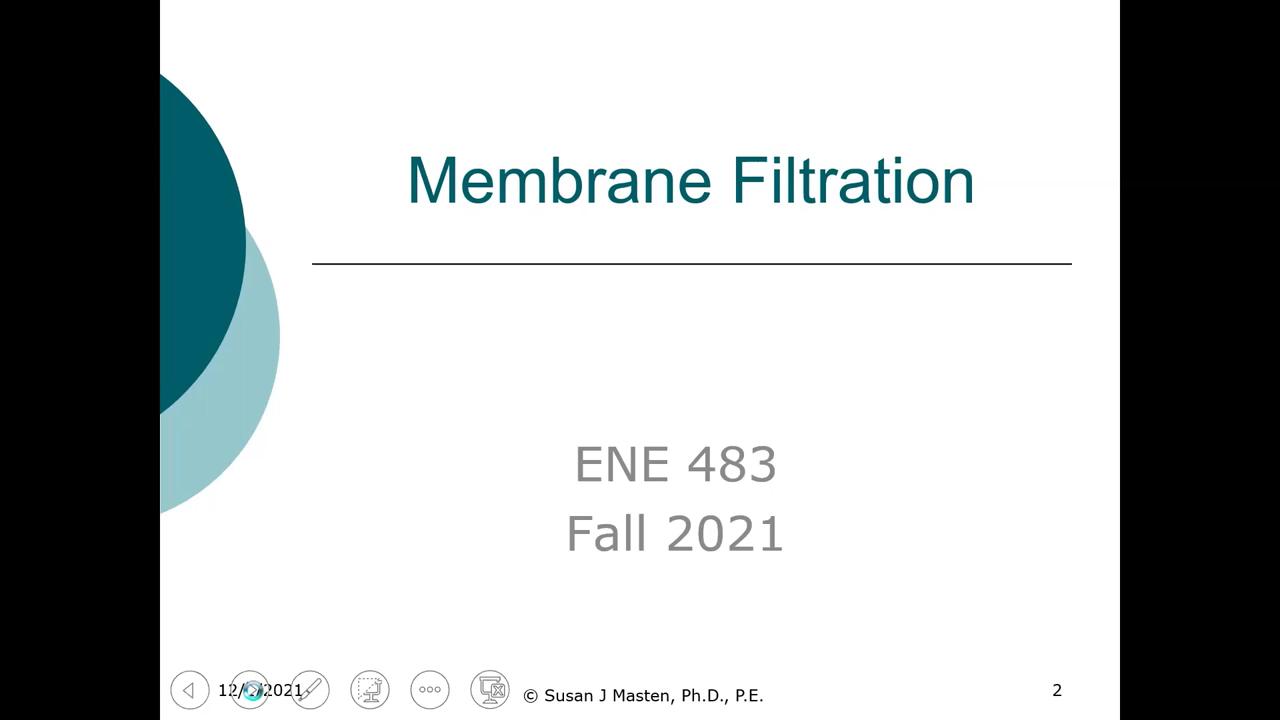 Membrane Filtration
ENE 483
Fall 2021
© Susan J Masten, Ph.D., P.E.
2